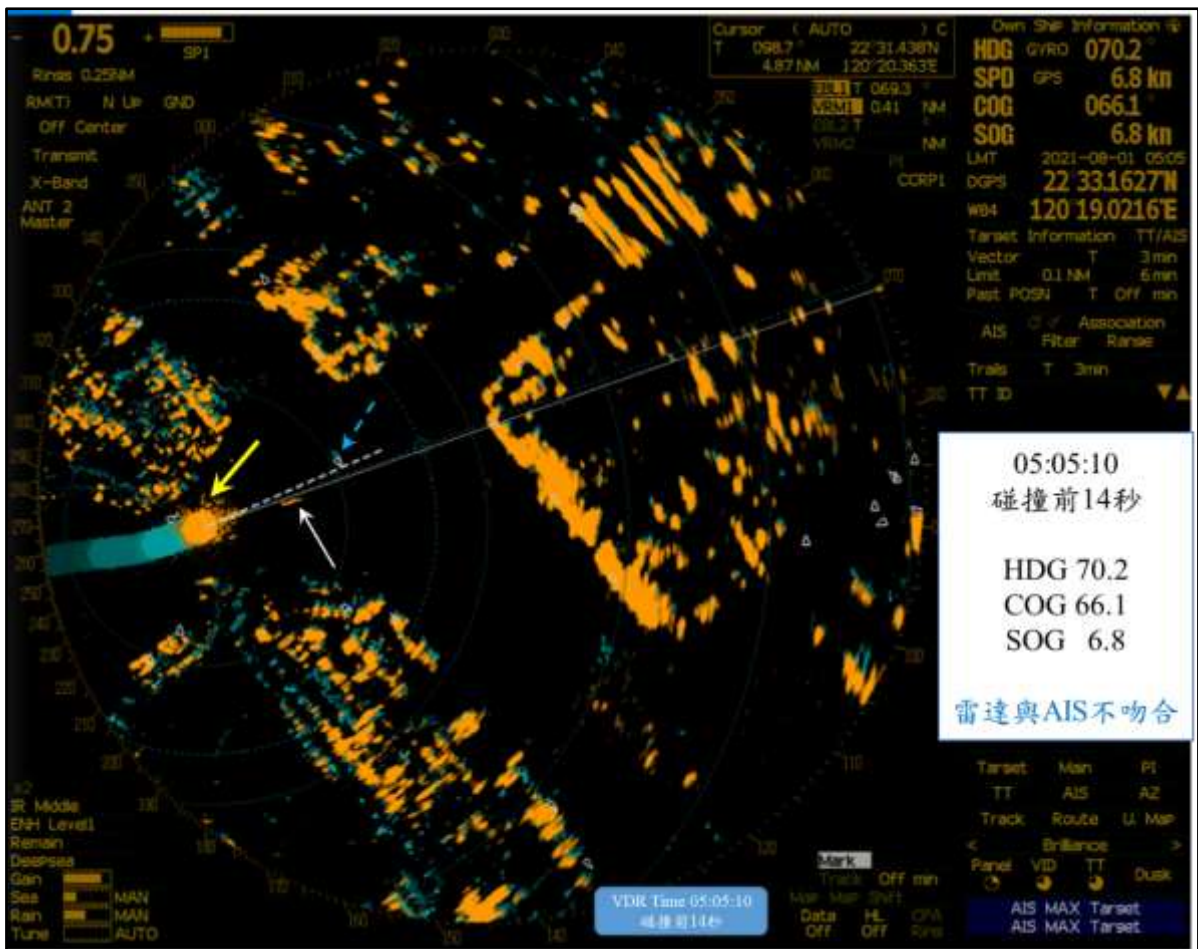 - 0.75 +
SP1
Rings 0.25NM
RM(T) N UP GND
Off Center
Transmit
X-Band
ANT 2
Master
Cursor ( AUTO ) C
T 098.7° 22°31.438'N
4.87 NM 120°20.363'E
EBL1 T 069.3 °
VRM1 0.41 NM
EBL2 T
VRM2 NM
PI
CCRP1
Own Ship Information
HDG GYRO 070.2°
SPD GPS 6.8 kn
COG 066.1°
SOG 6.8 kn
LMT 2021-08-01 05:05
DGPS 22°33.1627'N
W84 120°19.0216'E
Target Information TT/AIS
Vector T 3 min
Limit 0.1 NM 6 min
Past POSN T Off min
AIS
Filter
Association
Range
Trails T 3min
TT ID
05:05:10
碰撞前14秒
HDG 70.2
COG 66.1
SOG 6.8
雷達與AIS不吻合
Target Main PI
TT AIS AZ
Track Route U. Map
< Brilliance >
Panel VID TT
Dusk
AIS MAX Target
AIS MAX Target
IR Middle
ENH Level1
Remain
Deepsea
Gain
Sea MAN
Rain MAN
Tune AUTO
VDR Time 05:05:10
碰撞前14秒
Mark
Track Off min
Map Map Shift
Data HL CPA
Off Off Ring